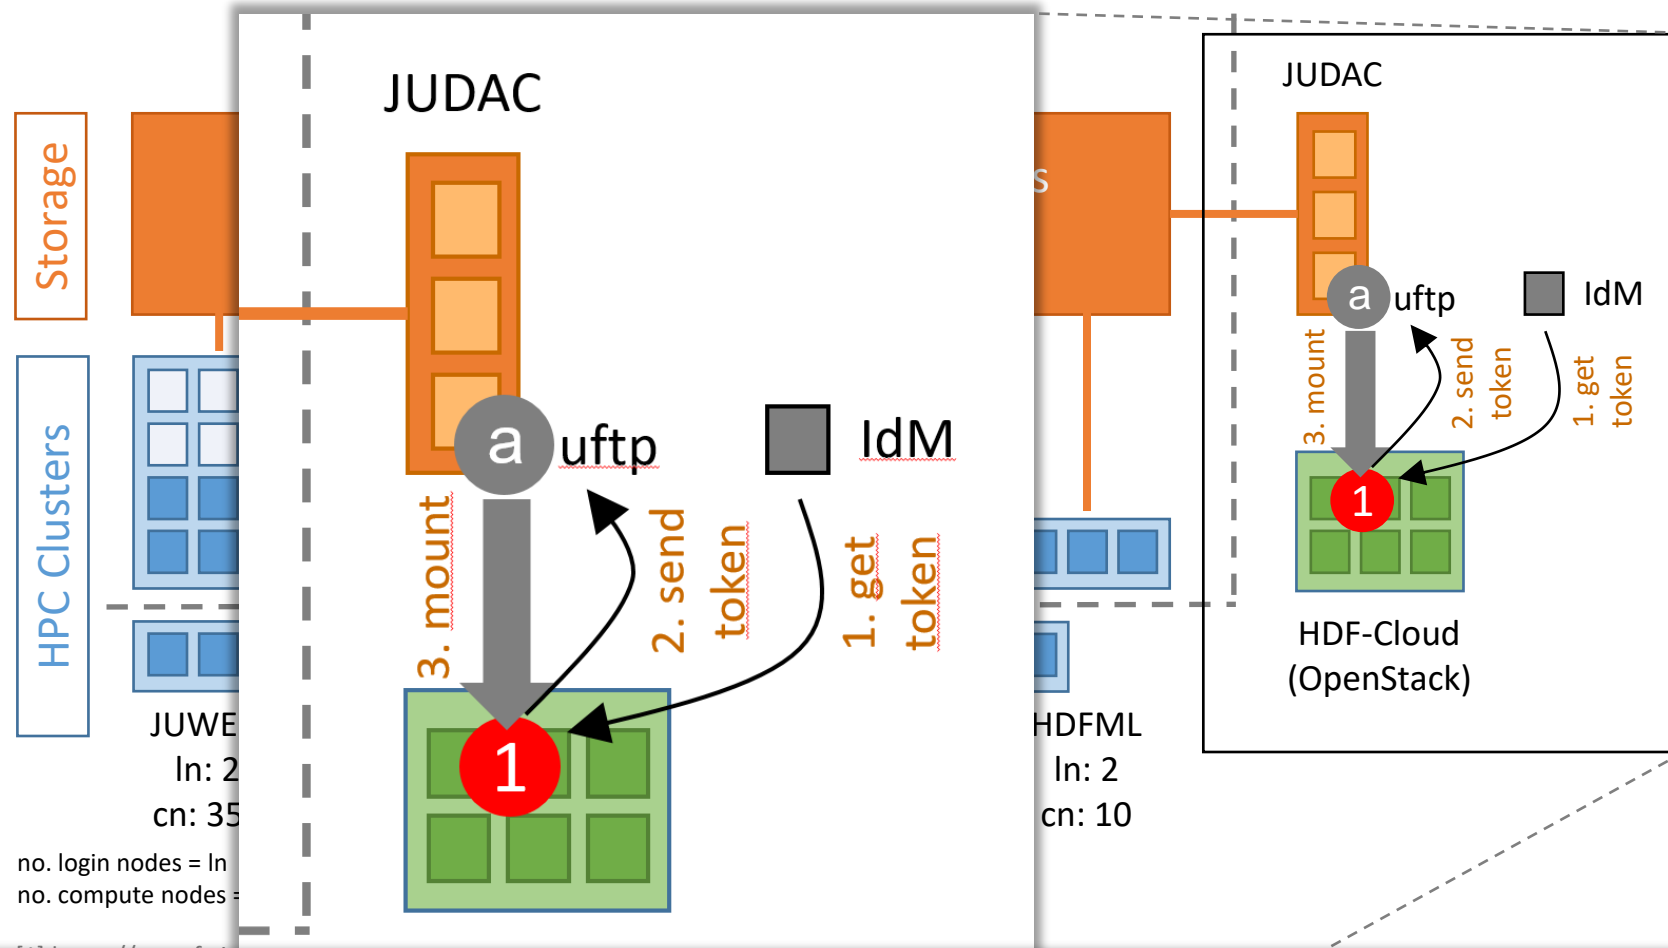 Storage
HPC Clusters
JUWE
ln: 2
cn: 35
no. login nodes = ln
no. compute nodes =
JUDAC
a
uftp
IdM
3. mount
2. send
token
1. get
token
1
S
HDFML
ln: 2
cn: 10
JUDAC
a
uftp
IdM
3. mount
2. send
token
1. get
token
1
HDF-Cloud
(OpenStack)